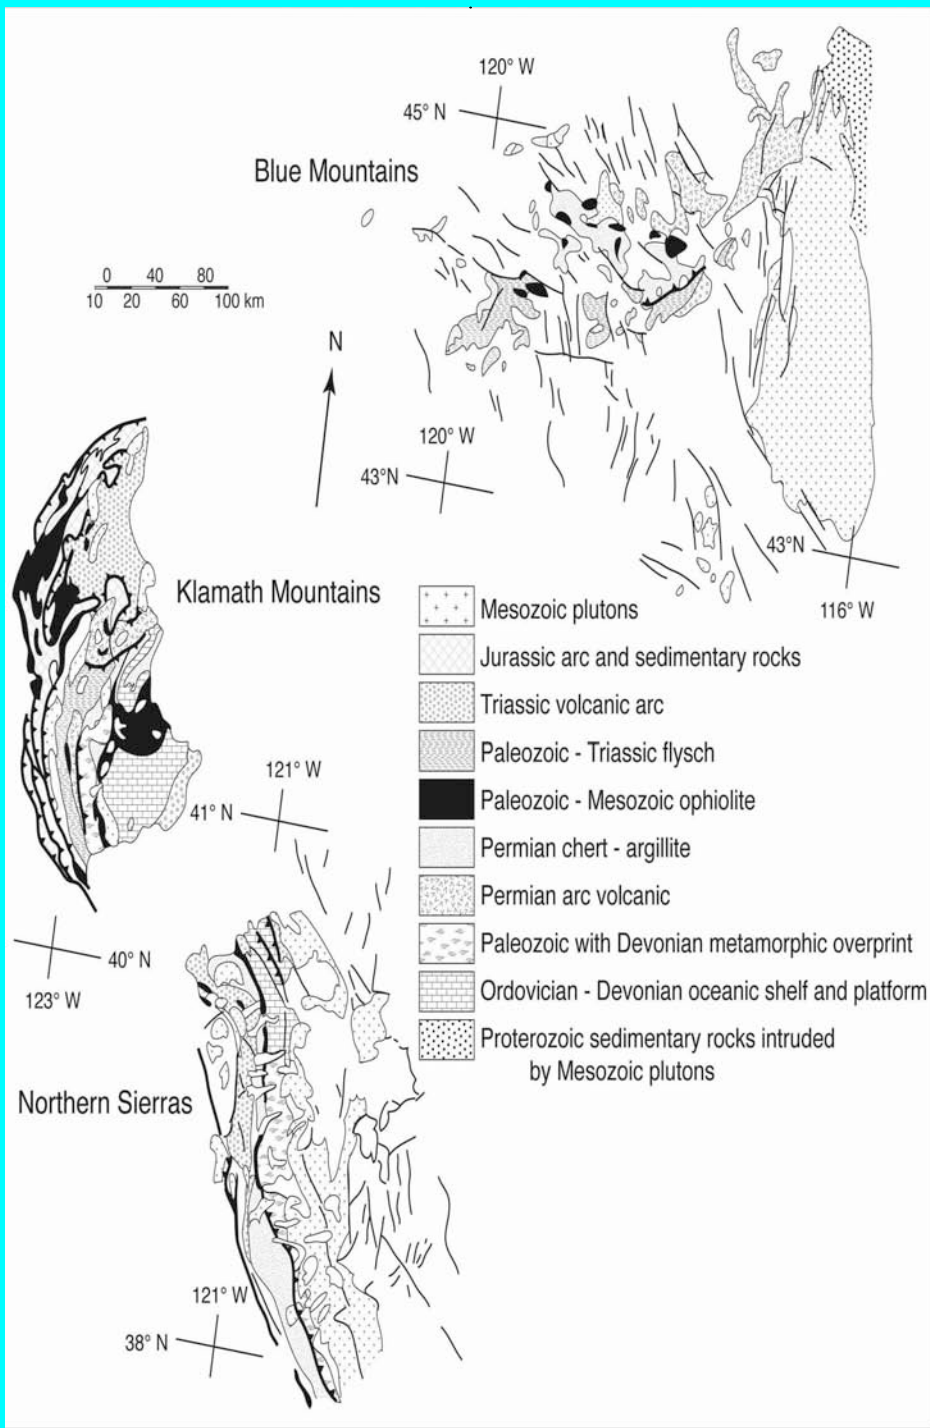 120° W
45° N
Blue Mountains
0 40 80
10 20 60 100 km
N
120° W
43°N
43°N
116° W
Klamath Mountains
Mesozoic plutons
Jurassic arc and sedimentary rocks
Triassic volcanic arc
Paleozoic - Triassic flysch
121° W
Paleozoic - Mesozoic ophiolite
41° N
Permian chert - argillite
Permian arc volcanic
Paleozoic with Devonian metamorphic overprint
40° N
123° W
Ordovician - Devonian oceanic shelf and platform
Proterozoic sedimentary rocks intruded
by Mesozoic plutons
Northern Sierras
121° W
38° N